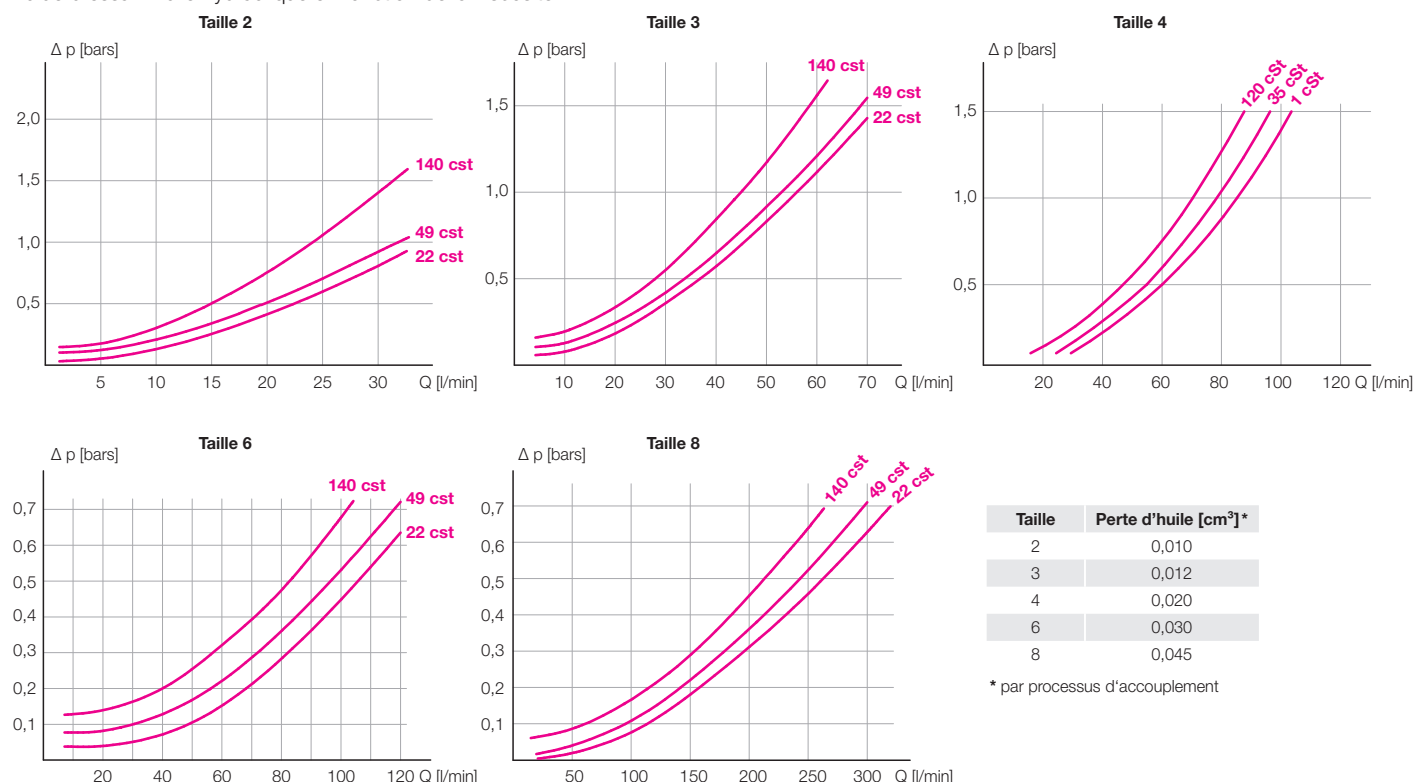 Taille 2
Δ p [bars]
2,0
1,5
1,0
0,5
140 cst
49 cst
22 cst
5 10 15 20 25 30 Q [l/min]
Taille 3
Δ p [bars]
1,5
1,0
0,5
140 cst
49 cst
22 cst
10 20 30 40 50 60 70 Q [l/min]
Taille 4
Δ p [bars]
1,5
1,0
0,5
120 cSt
35 cSt
1 cSt
20 40 60 80 100 120 Q [l/min]
Taille 6
Δ p [bars]
0,7
0,6
0,5
0,4
0,3
0,2
0,1
140 cst
49 cst
22 cst
20 40 60 80 100 120 Q [l/min]
Taille 8
Δ p [bars]
0,7
0,6
0,5
0,4
0,3
0,2
0,1
140 cst
49 cst
22 cst
50 100 150 200 250 300 Q [l/min]
Taille Perte d’huile [cm³]*
2 0,010
3 0,012
4 0,020
6 0,030
8 0,045
* par processus d‘accouplement